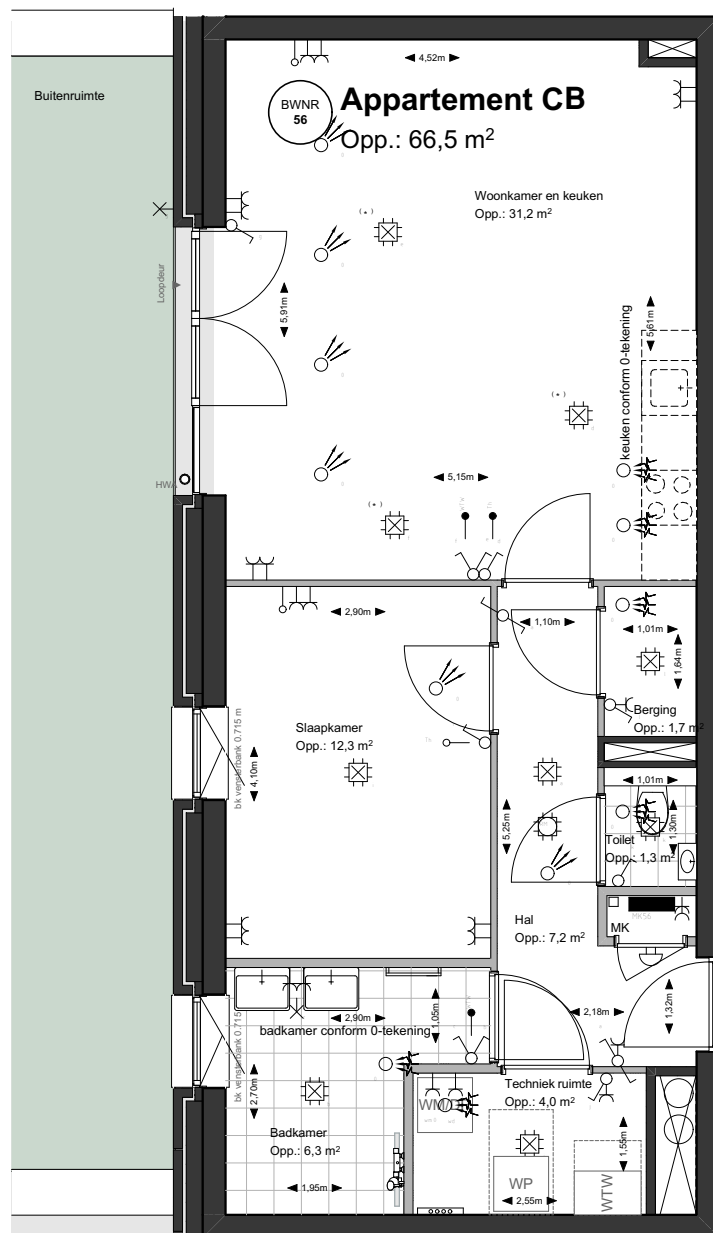 Buitenruimte
4,52m
BWNR
56
Appartement CB
Opp.: 66,5 m²
Woonkamer en keuken
Opp.: 31,2 m²
Loopdeur
5,91m
5,61m
keuken conform 0-tekening
5,15m
HWA
WTW
Th
2,90m
1,10m
1,01m
1,64m
Berging
Opp.: 1,7 m²
Slaapkamer
Opp.: 12,3 m²
bk vensterbank 0.715 m
4,10m
5,25m
1,01m
1,30m
Toilet
Opp.: 1,3 m²
Hal
Opp.: 7,2 m²
MK56
MK
2,18m
1,32m
2,90m
1,05m
badkamer conform 0-tekening
bk vensterbank 0.715
2,70m
Techniek ruimte
Opp.: 4,0 m²
WM
Badkamer
Opp.: 6,3 m²
1,95m
WP
2,55m
WTW
1,55m